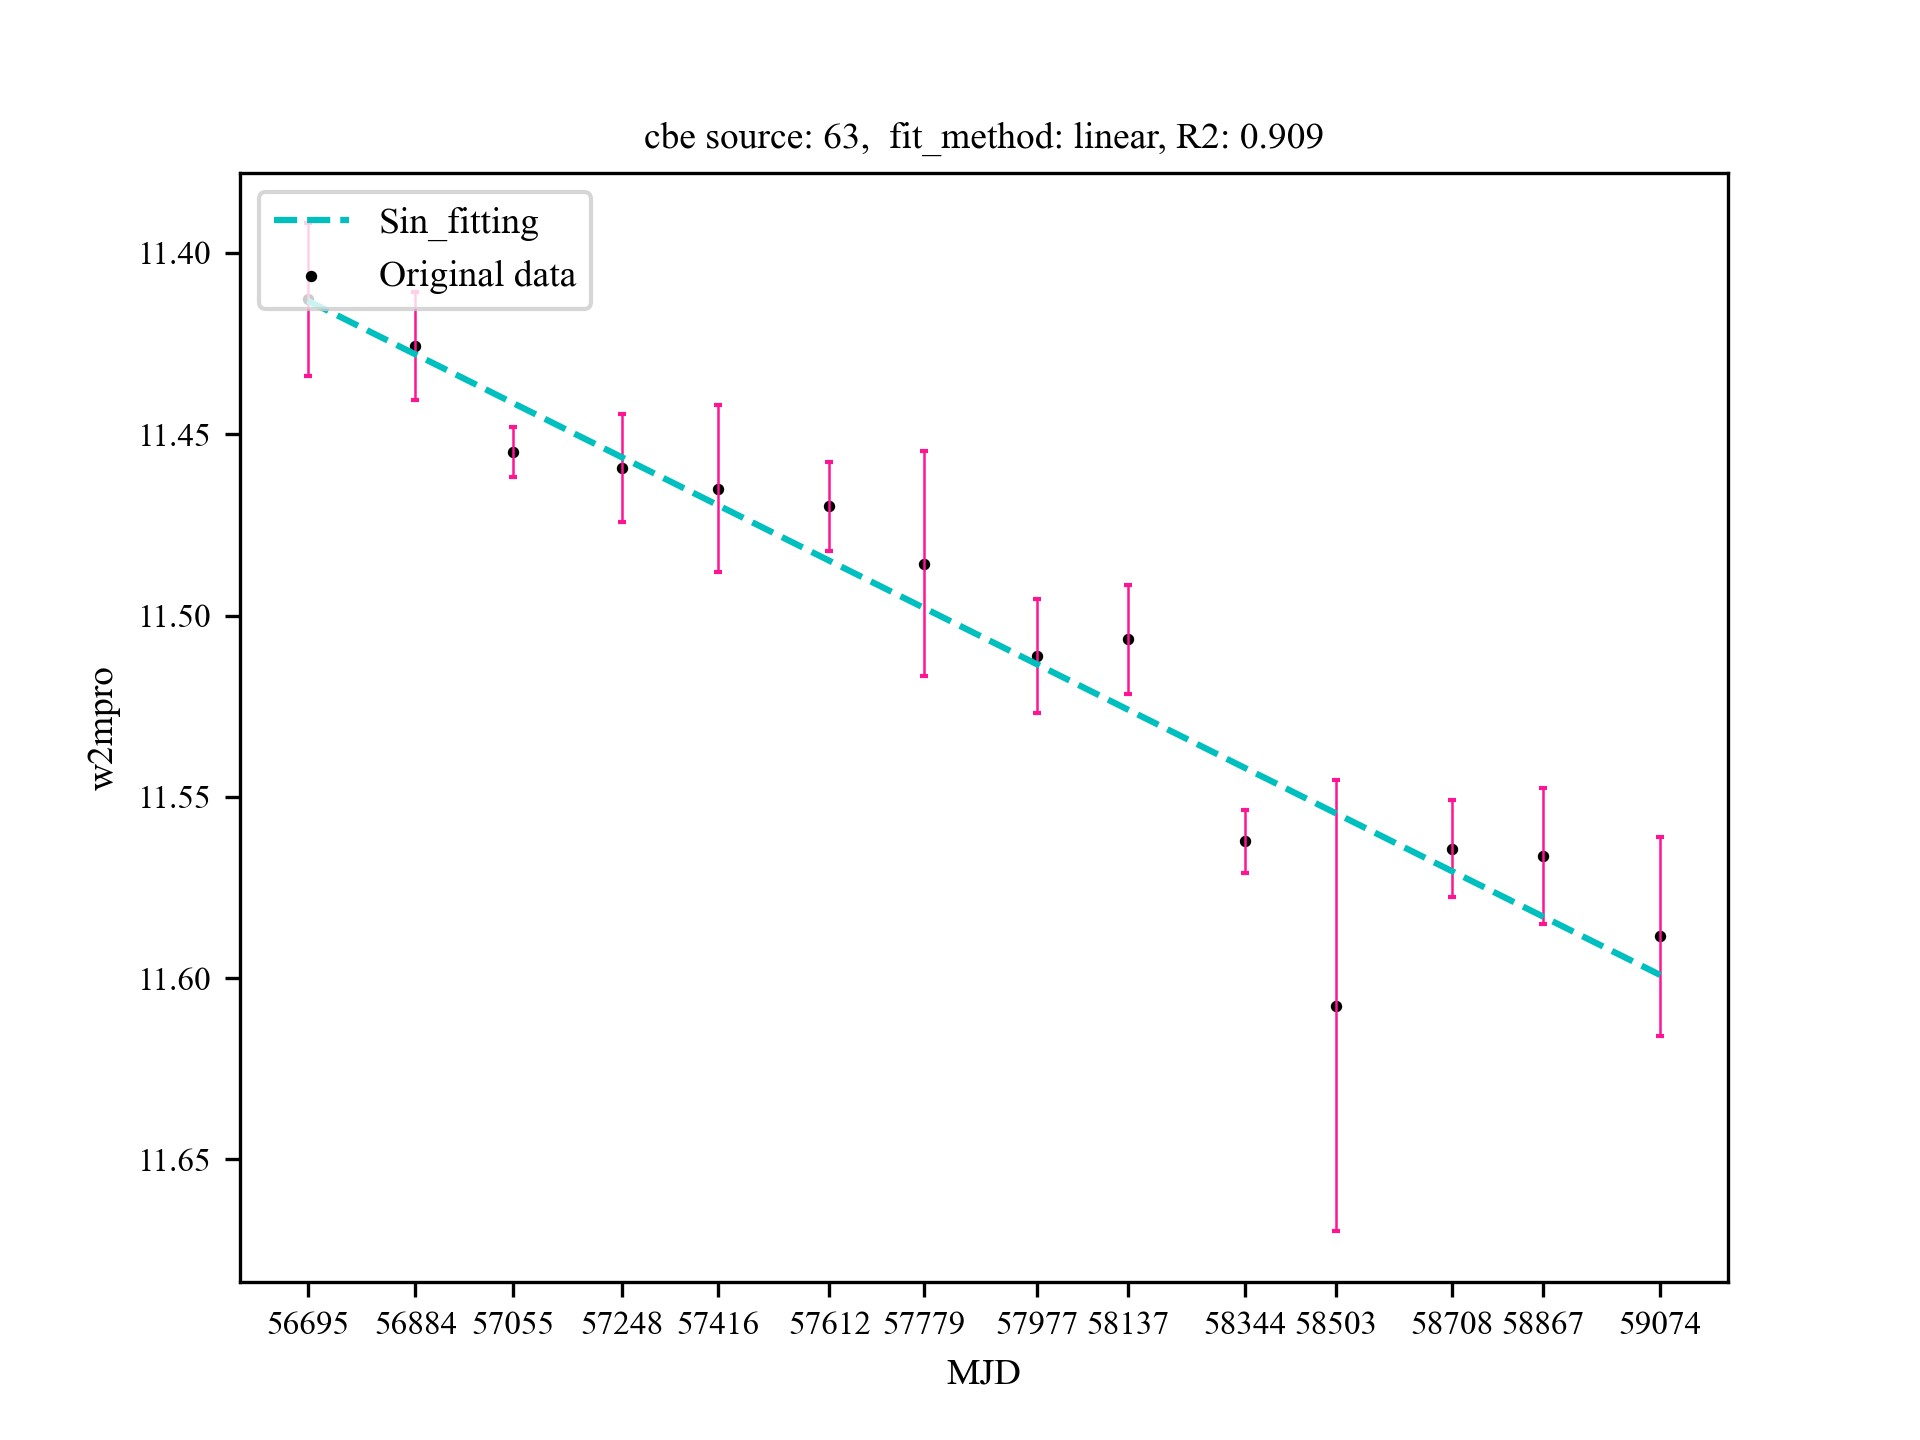 cbe source: 63,  fit_method: linear, R2: 0.909
Sin_fitting
Original data
11.40
11.45
11.50
11.55
11.60
11.65
w2mpro
56695 56884 57055 57248 57416 57612 57779 57977 58137 58344 58503 58708 58867 59074
MJD